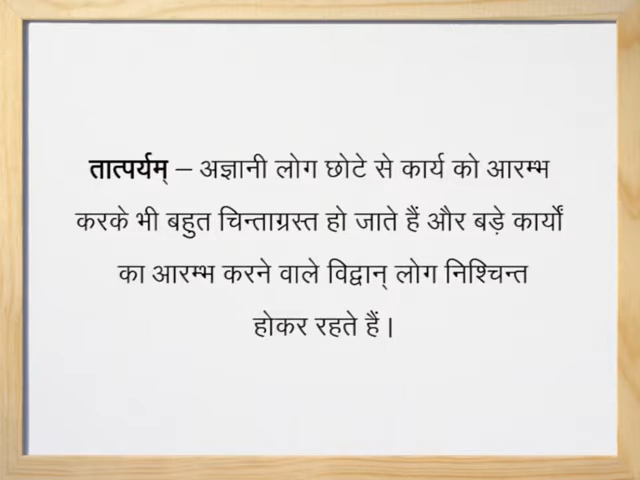 तात्पर्यम् – अज्ञानी लोग छोटे से कार्य को आरम्भ
करके भी बहुत चिन्ताग्रस्त हो जाते हैं और बड़े कार्यों
का आरम्भ करने वाले विद्वान् लोग निश्चिन्त
होकर रहते हैं।